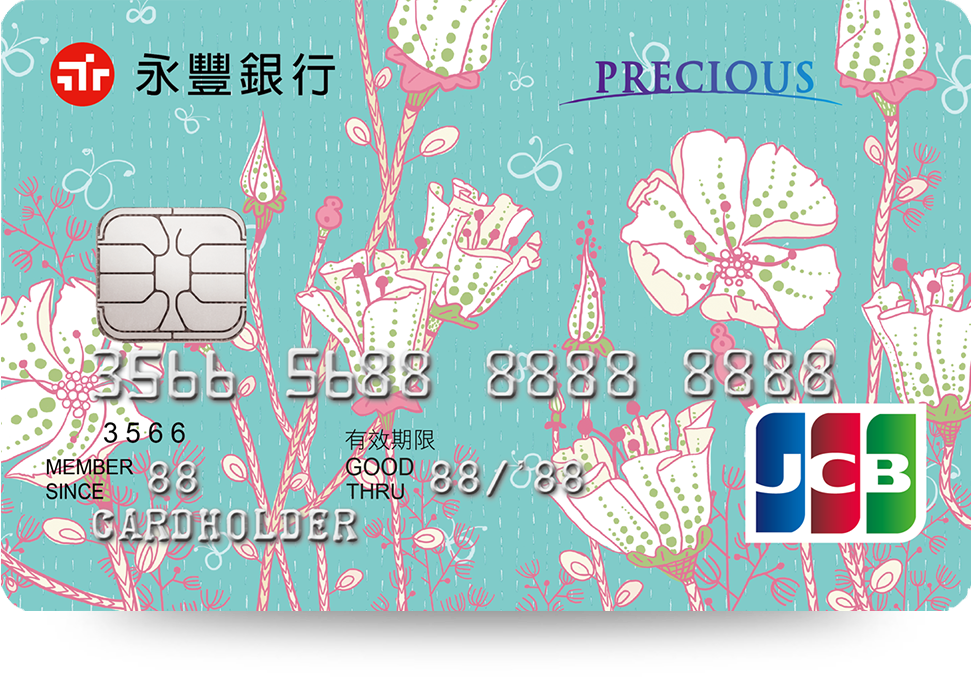 永豐銀行
PRECIOUS
3566 5688 8888 8888
3566
有效期限
MEMBER SINCE 88
GOOD THRU 88/'88
CARDHOLDER
JCB